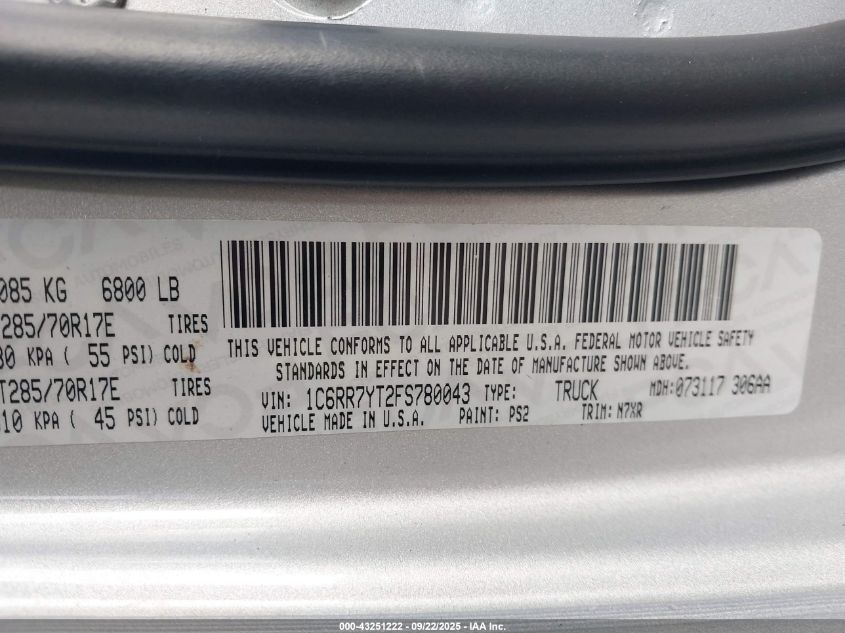 085 KG 6800 LB
285/70R17E TIRES
30 KPA ( 55 PSI) COLD
T285/70R17E TIRES
10 KPA ( 45 PSI) COLD
THIS VEHICLE CONFORMS TO ALL APPLICABLE U.S.A. FEDERAL MOTOR VEHICLE SAFETY
STANDARDS IN EFFECT ON THE DATE OF MANUFACTURE SHOWN ABOVE.
VIN: 1C6RR7YT2FS780043 TYPE: TRUCK MDH:073117 306AA
VEHICLE MADE IN U.S.A. PAINT: PS2 TRIM: N7XR
000-43251222 - 09/22/2025 - IAA Inc.